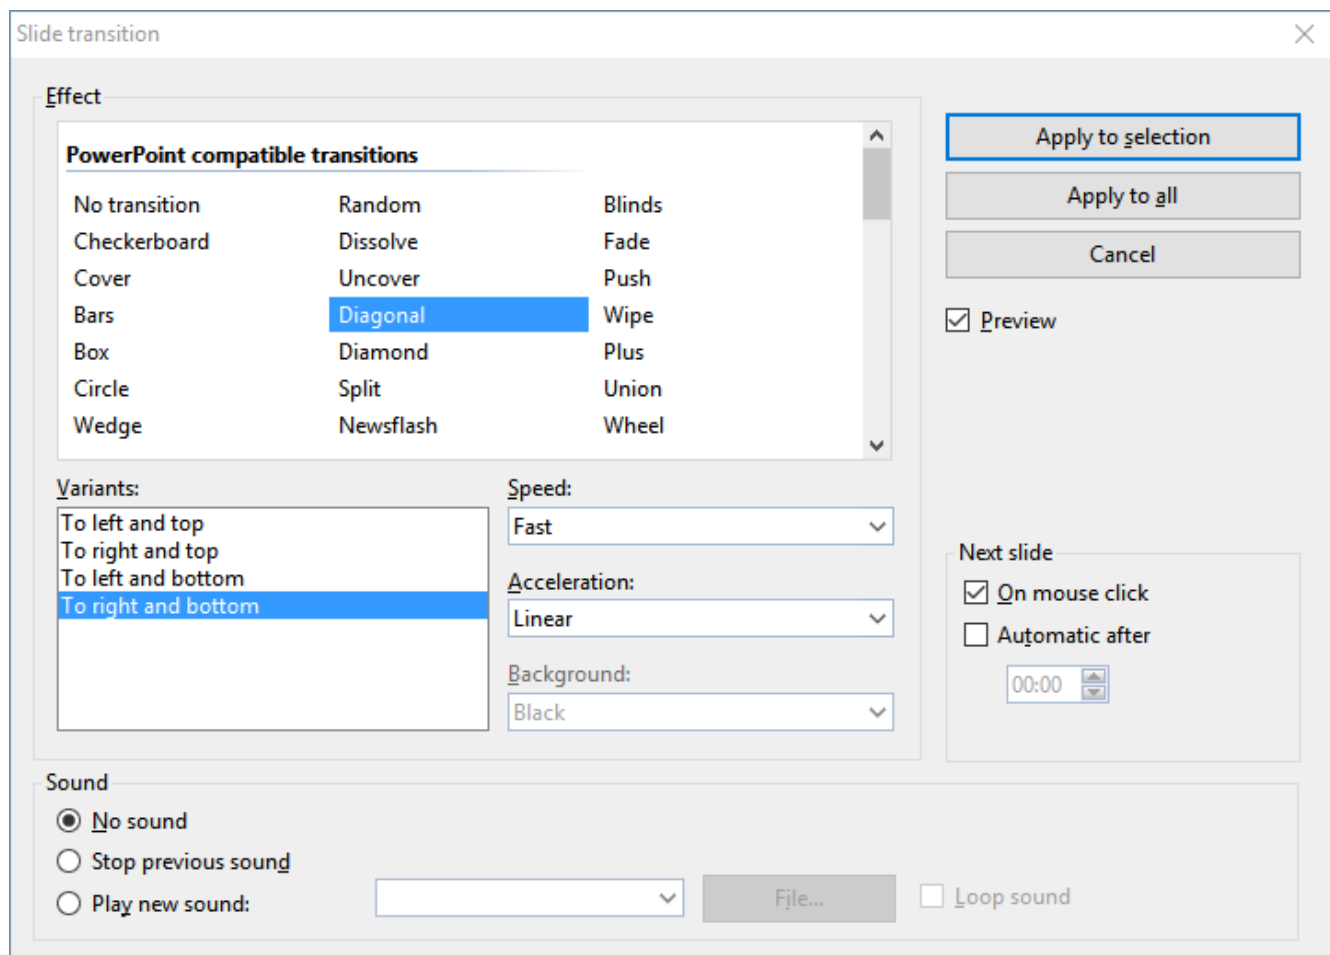 Slide transition
Effect
PowerPoint compatible transitions
No transition Random Blinds
Checkerboard Dissolve Fade
Cover Uncover Push
Bars Diagonal Wipe
Box Diamond Plus
Circle Split Union
Wedge Newsflash Wheel
Variants:
To left and top
To right and top
To left and bottom
To right and bottom
Speed:
Fast
Acceleration:
Linear
Background:
Black
Apply to selection
Apply to all
Cancel
Preview
Next slide
On mouse click
Automatic after
00:00
Sound
No sound
Stop previous sound
Play new sound:
File...
Loop sound